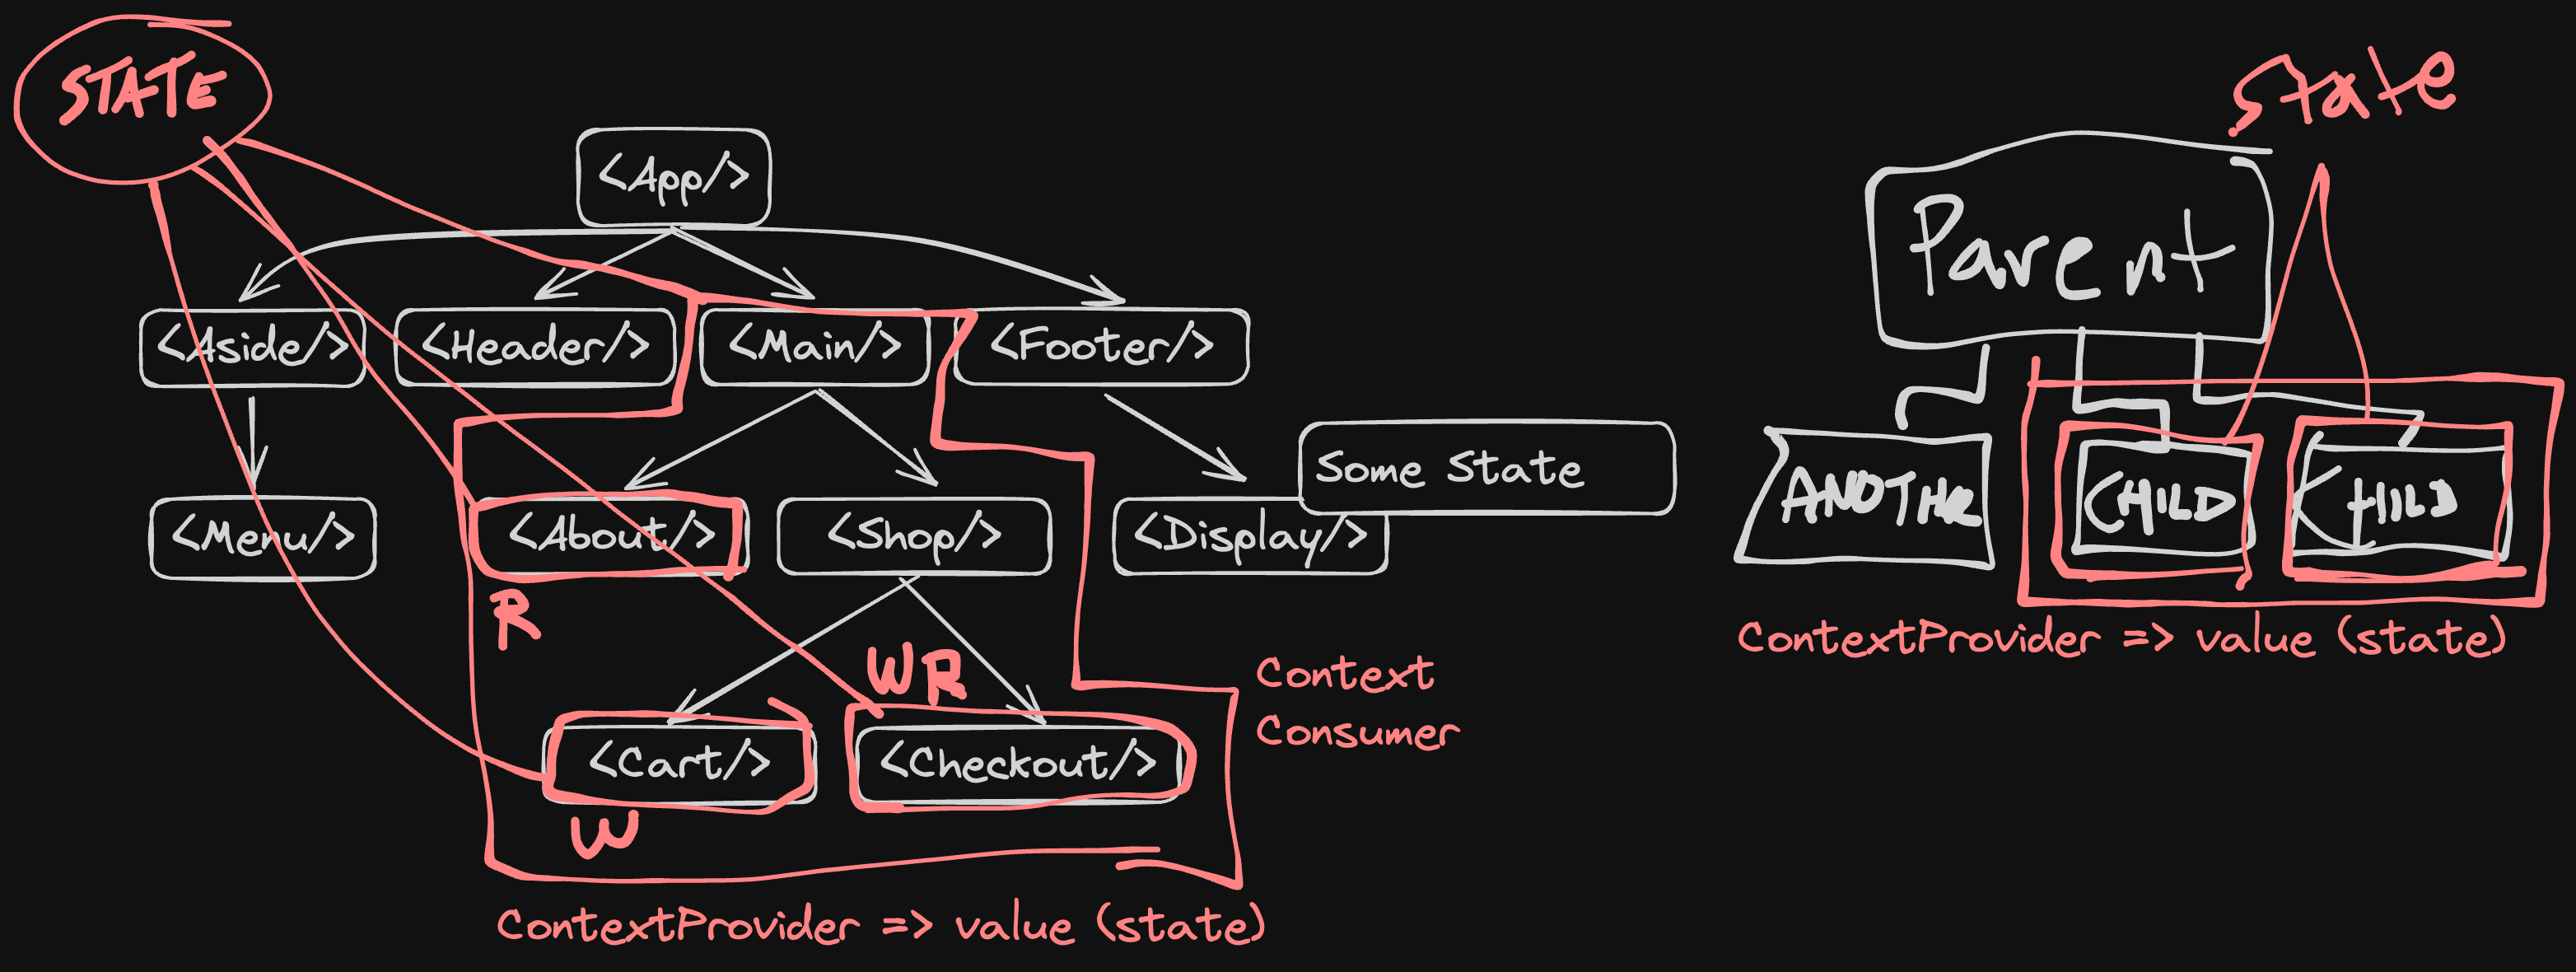 STATE
State
<App/>
Parent
<Aside/>
<Header/>
<Main/>
<Footer/>
Some State
<Menu/>
<About/>
<Shop/>
<Display/>
ANOTHR
CHILD
CHILD
R
ContextProvider => value (state)
WR
Context
Consumer
<Cart/>
<Checkout/>
W
ContextProvider => value (state)